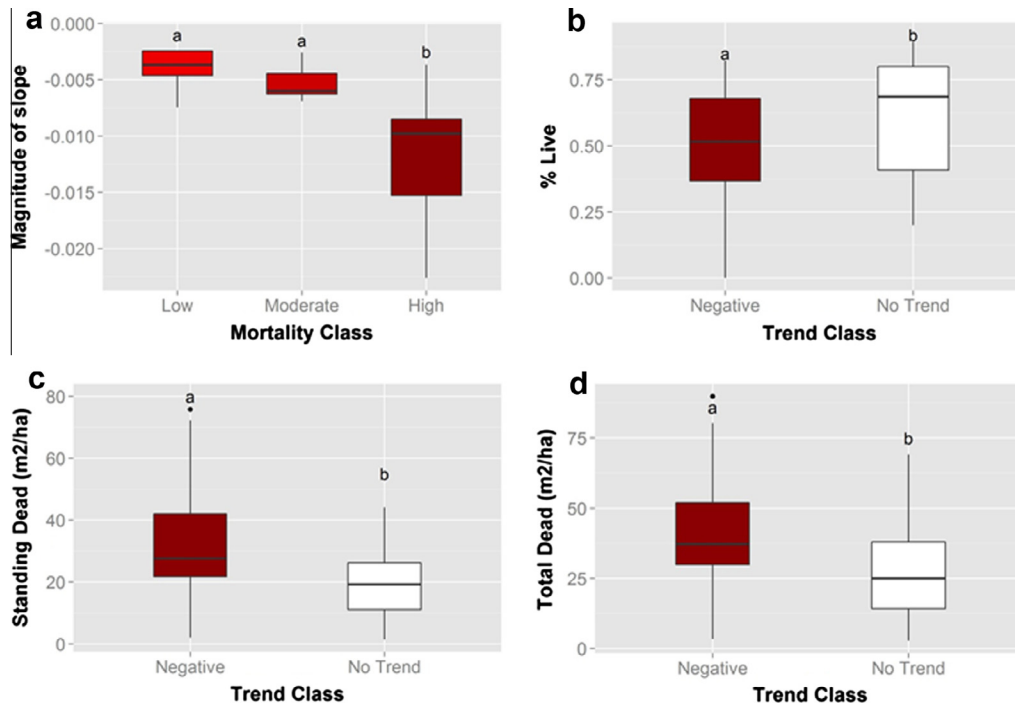 a
0.000
-0.005
-0.010
-0.015
-0.020
Magnitude of slope
a
a
b
Low
Moderate
High
Mortality Class
b
0.75
0.50
0.25
0.00
% Live
a
b
Negative
No Trend
Trend Class
c
80
60
40
20
0
Standing Dead (m2/ha)
a
b
Negative
No Trend
Trend Class
d
75
50
25
0
Total Dead (m2/ha)
a
b
Negative
No Trend
Trend Class